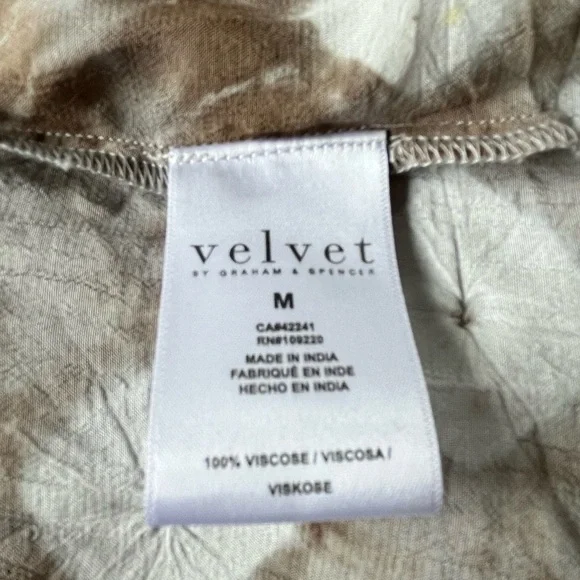 velvet
BY GRAHAM & SPENCER
M
CA#42241
RN#109220
MADE IN INDIA
FABRIQUÉ EN INDE
HECHO EN INDIA
100% VISCOSE / VISCOSA /
VISKOSE